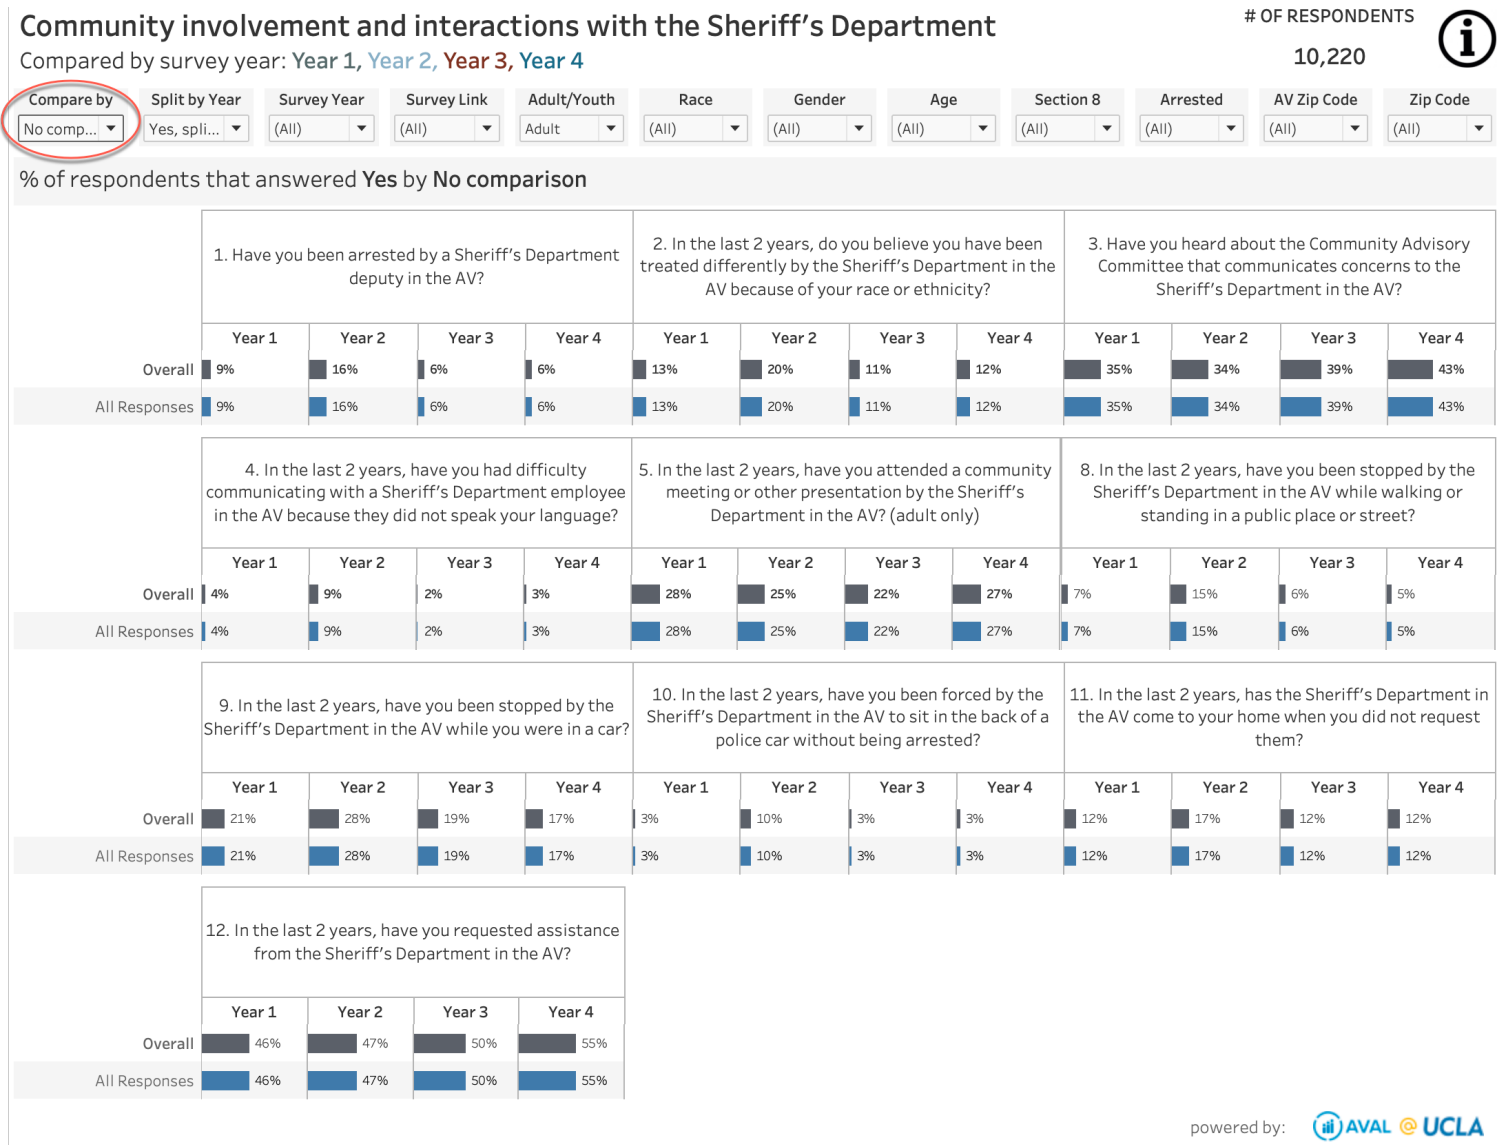 Community involvement and interactions with the Sheriff's Department
# OF RESPONDENTS
10,220
Compared by survey year: Year 1, Year 2, Year 3, Year 4
Compare by Split by Year Survey Year Survey Link Adult/Youth Race Gender Age Section 8 Arrested AV Zip Code Zip Code
No comp... Yes, spli... (All) (All) Adult (All) (All) (All) (All) (All) (All) (All)
% of respondents that answered Yes by No comparison
1. Have you been arrested by a Sheriff's Department
deputy in the AV?
2. In the last 2 years, do you believe you have been
treated differently by the Sheriff's Department in the
AV because of your race or ethnicity?
3. Have you heard about the Community Advisory
Committee that communicates concerns to the
Sheriff's Department in the AV?
Year 1 Year 2 Year 3 Year 4 Year 1 Year 2 Year 3 Year 4 Year 1 Year 2 Year 3 Year 4
Overall 9% 16% 6% 6% 13% 20% 11% 12% 35% 34% 39% 43%
All Responses 9% 16% 6% 6% 13% 20% 11% 12% 35% 34% 39% 43%
4. In the last 2 years, have you had difficulty
communicating with a Sheriff's Department employee
in the AV because they did not speak your language?
5. In the last 2 years, have you attended a community
meeting or other presentation by the Sheriff's
Department in the AV? (adult only)
8. In the last 2 years, have you been stopped by the
Sheriff's Department in the AV while walking or
standing in a public place or street?
Year 1 Year 2 Year 3 Year 4 Year 1 Year 2 Year 3 Year 4 Year 1 Year 2 Year 3 Year 4
Overall 4% 9% 2% 3% 28% 25% 22% 27% 7% 15% 6% 5%
All Responses 4% 9% 2% 3% 28% 25% 22% 27% 7% 15% 6% 5%
9. In the last 2 years, have you been stopped by the
Sheriff's Department in the AV while you were in a car?
10. In the last 2 years, have you been forced by the
Sheriff's Department in the AV to sit in the back of a
police car without being arrested?
11. In the last 2 years, has the Sheriff's Department in
the AV come to your home when you did not request
them?
Year 1 Year 2 Year 3 Year 4 Year 1 Year 2 Year 3 Year 4 Year 1 Year 2 Year 3 Year 4
Overall 21% 28% 19% 17% 3% 10% 3% 3% 12% 17% 12% 12%
All Responses 21% 28% 19% 17% 3% 10% 3% 3% 12% 17% 12% 12%
12. In the last 2 years, have you requested assistance
from the Sheriff's Department in the AV?
Year 1 Year 2 Year 3 Year 4
Overall 46% 47% 50% 55%
All Responses 46% 47% 50% 55%
powered by: AVAL @ UCLA